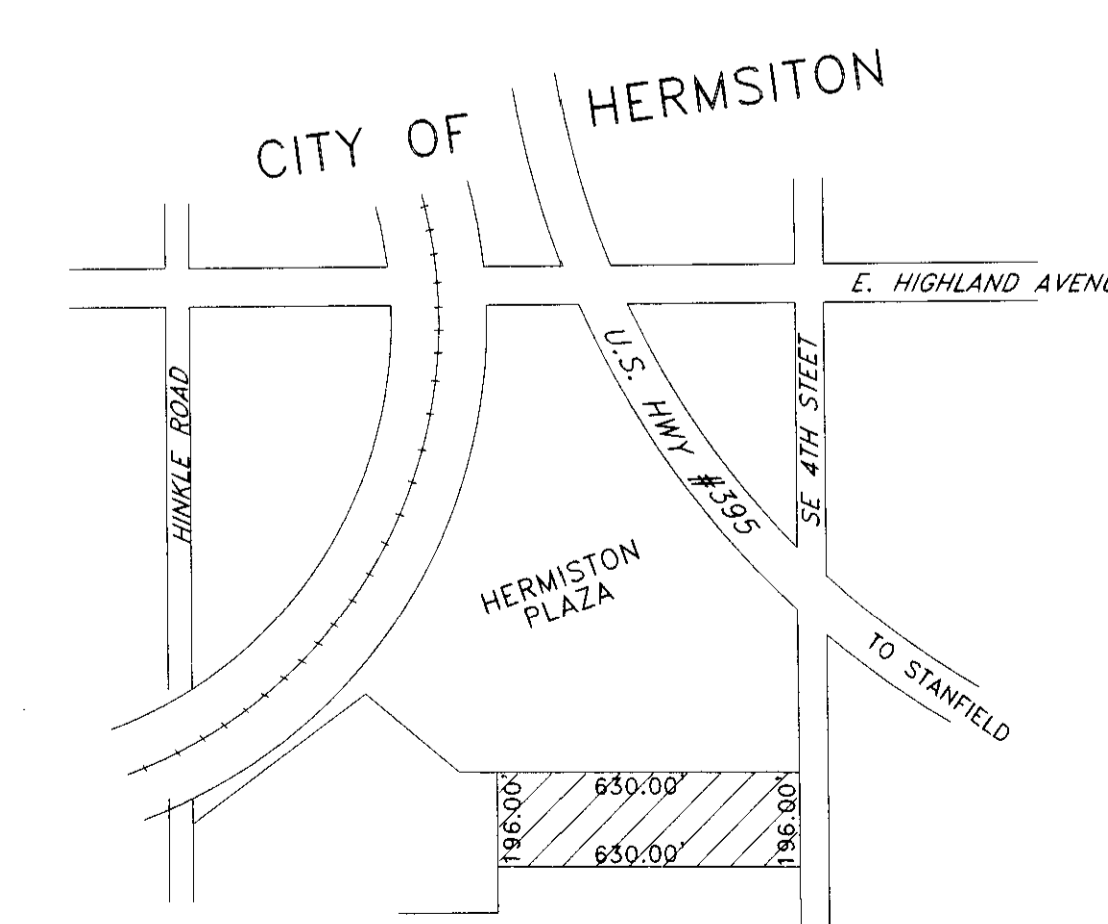 CITY OF HERMSITON
E. HIGHLAND AVENU
HINKLE ROAD
U.S. HWY #395
SE 4TH STEET
HERMISTON
PLAZA
TO STANFIELD
630.00'
196.00'
196.00'
630.00'